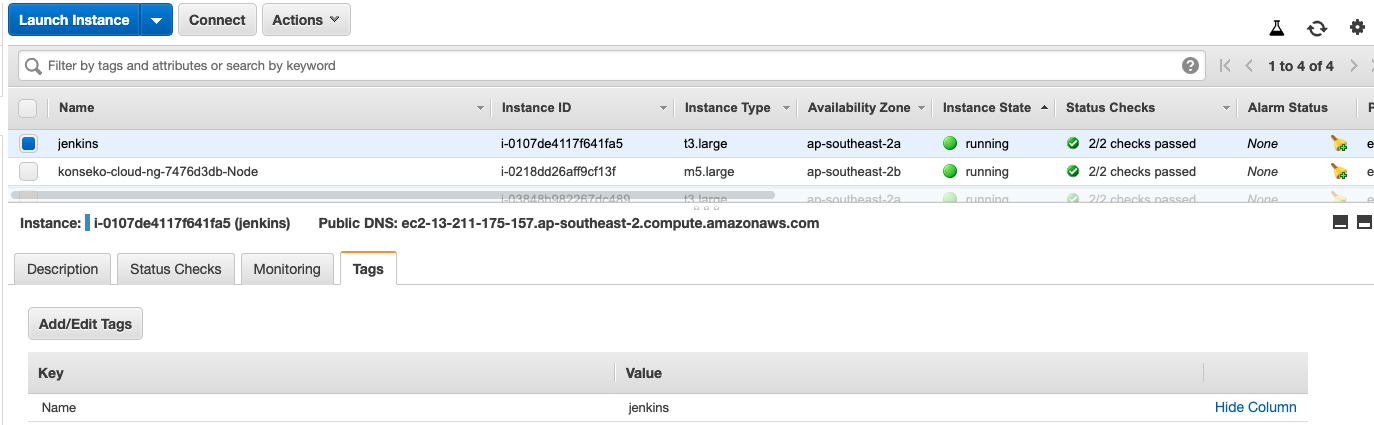 Launch Instance Connect Actions
Filter by tags and attributes or search by keyword 1 to 4 of 4
Name Instance ID Instance Type Availability Zone Instance State Status Checks Alarm Status
jenkins i-0107de4117f641fa5 t3.large ap-southeast-2a running 2/2 checks passed None
konseko-cloud-ng-7476d3db-Node i-0218dd26aff9cf13f m5.large ap-southeast-2b running 2/2 checks passed None
i-03848b982267dc489 t3.large ap-southeast-2a running 2/2 checks passed None
Instance: i-0107de4117f641fa5 (jenkins) Public DNS: ec2-13-211-175-157.ap-southeast-2.compute.amazonaws.com
Description Status Checks Monitoring Tags
Add/Edit Tags
Key Value
Name jenkins Hide Column